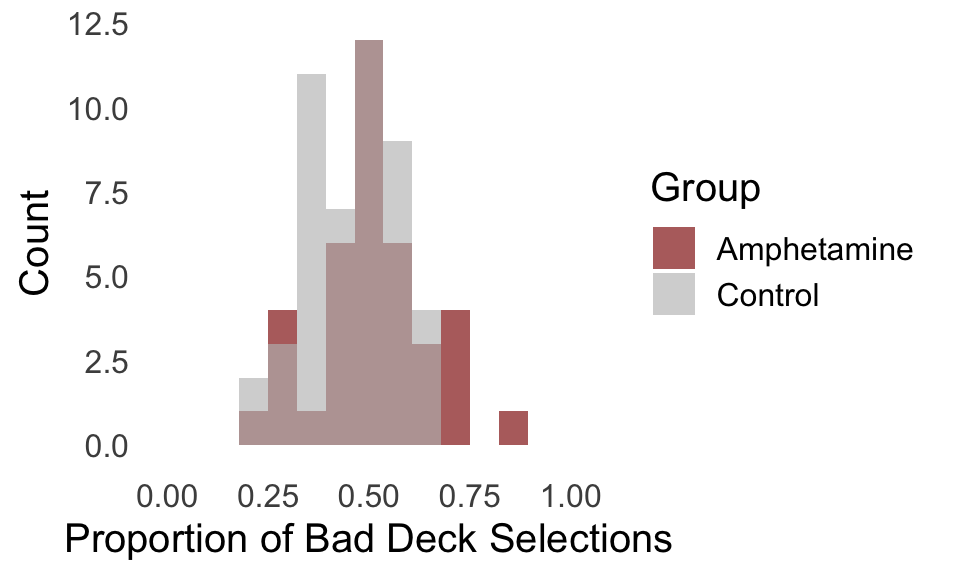 12.5
10.0
7.5
5.0
2.5
0.0
Count
0.00 0.25 0.50 0.75 1.00
Proportion of Bad Deck Selections
Group
Amphetamine
Control